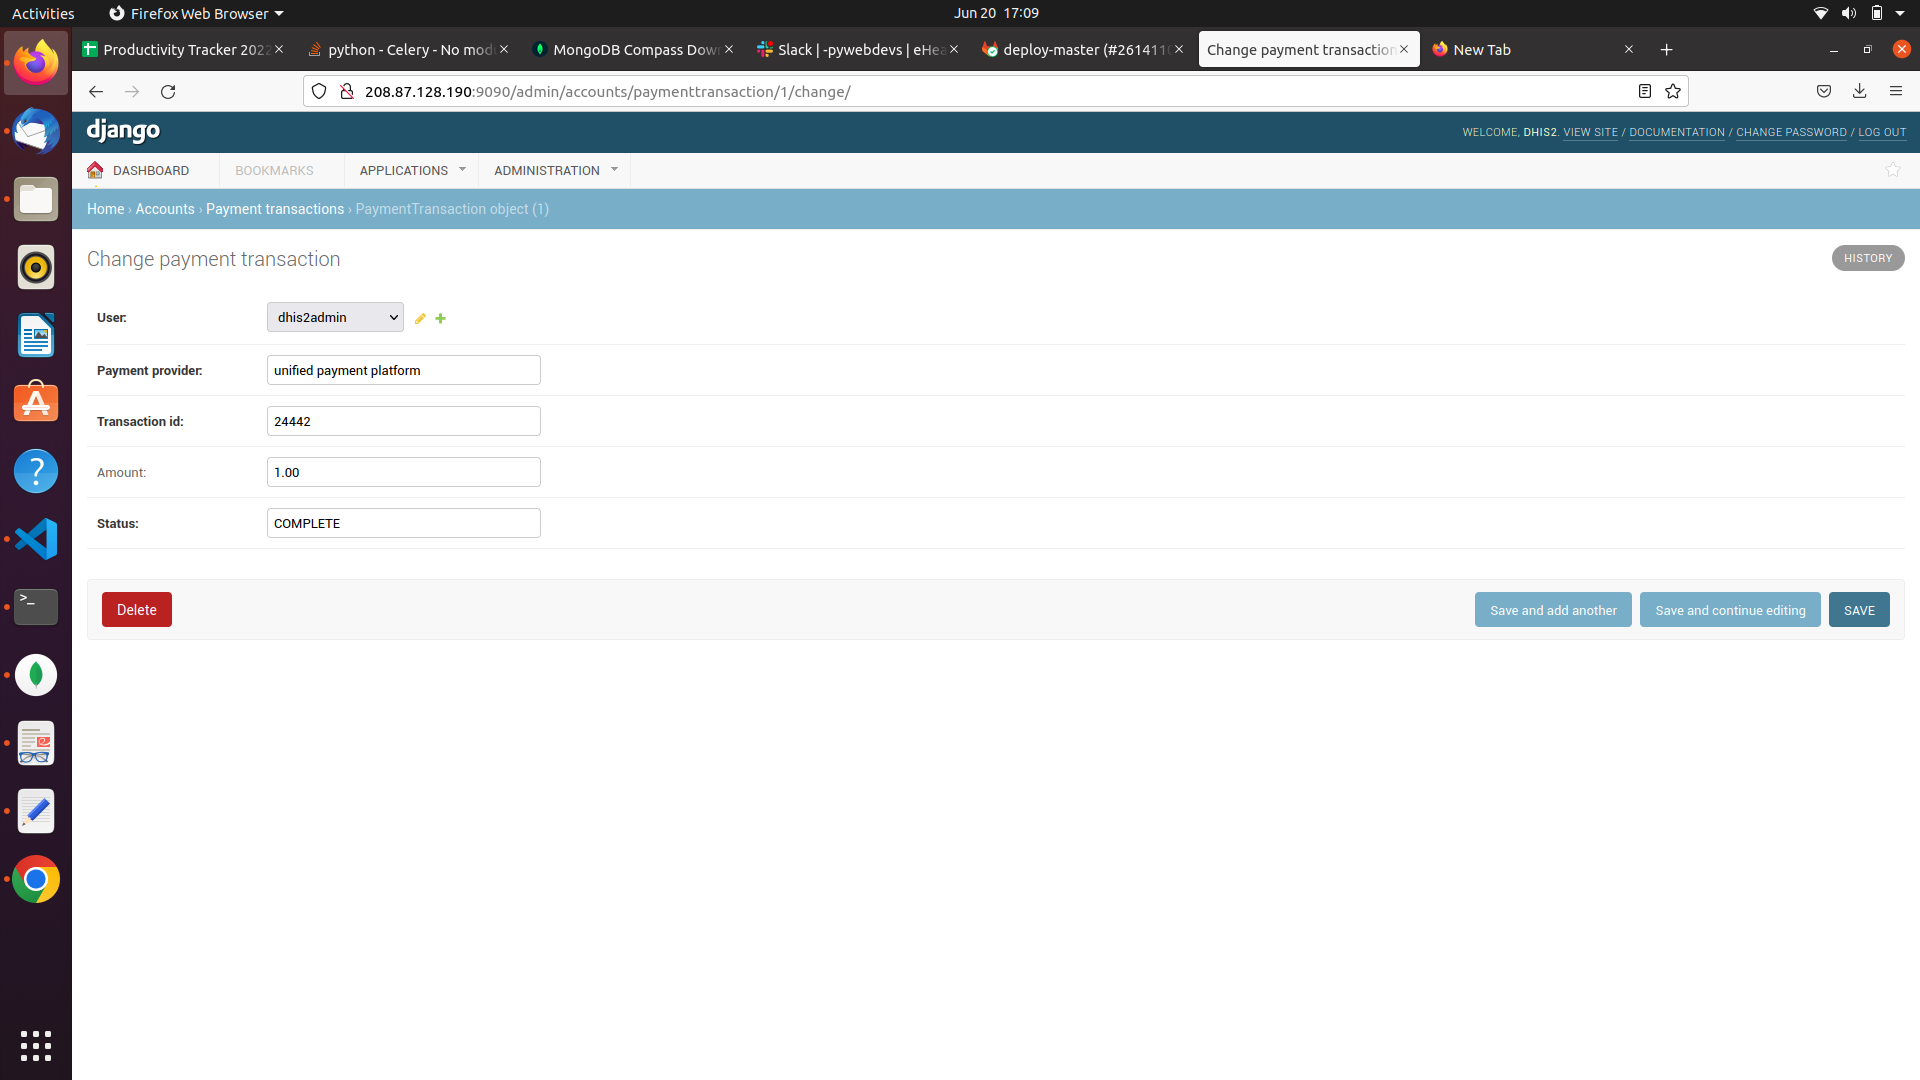 Activities Firefox Web Browser Jun 20 17:09
Productivity Tracker 2022 python - Celery - No mod MongoDB Compass Dow Slack | -pywebdevs | eHea deploy-master (#261411 Change payment transaction New Tab
208.87.128.190:9090/admin/accounts/paymenttransaction/1/change/
django WELCOME, DHIS2. VIEW SITE / DOCUMENTATION / CHANGE PASSWORD / LOG OUT
DASHBOARD BOOKMARKS APPLICATIONS ADMINISTRATION
Home › Accounts › Payment transactions › PaymentTransaction object (1)
Change payment transaction HISTORY
User: dhis2admin
Payment provider: unified payment platform
Transaction id: 24442
Amount: 1.00
Status: COMPLETE
Delete Save and add another Save and continue editing SAVE